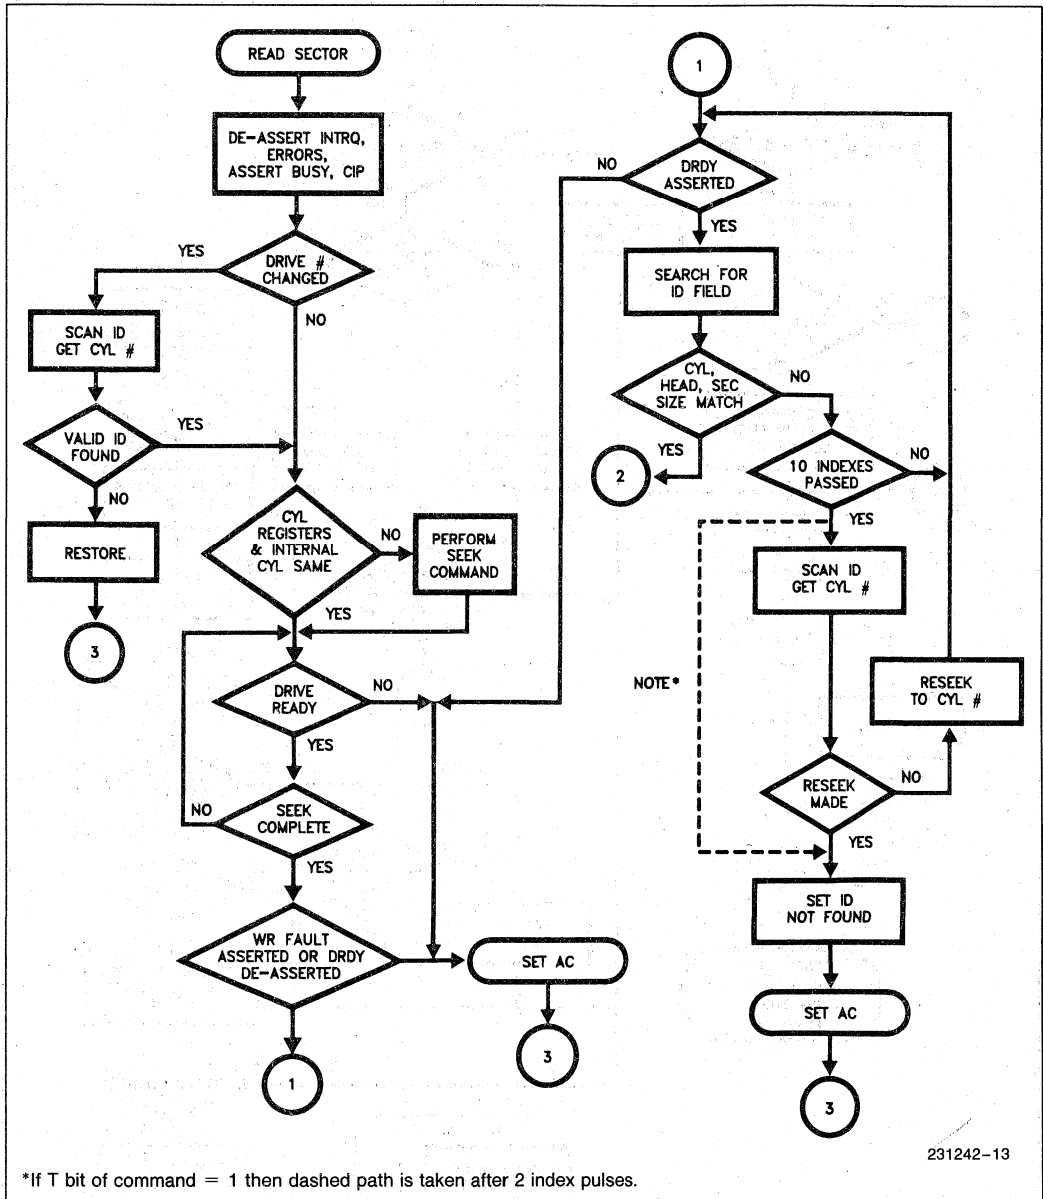 READ SECTOR
DE-ASSERT INTRQ,
ERRORS,
ASSERT BUSY, CIP
DRIVE #
CHANGED
YES
NO
SCAN ID
GET CYL #
VALID ID
FOUND
YES
NO
RESTORE
3
CYL
REGISTERS
& INTERNAL
CYL SAME
NO
PERFORM
SEEK
COMMAND
YES
DRIVE
READY
NO
YES
SEEK
COMPLETE
NO
YES
WR FAULT
ASSERTED OR DRDY
DE-ASSERTED
SET AC
3
1
1
DRDY
ASSERTED
NO
YES
SEARCH FOR
ID FIELD
CYL,
HEAD, SEC
SIZE MATCH
NO
YES
2
10 INDEXES
PASSED
NO
YES
SCAN ID
GET CYL #
NOTE*
RESEEK
TO CYL #
RESEEK
MADE
NO
YES
SET ID
NOT FOUND
SET AC
3
231242-13
*If T bit of command = 1 then dashed path is taken after 2 index pulses.